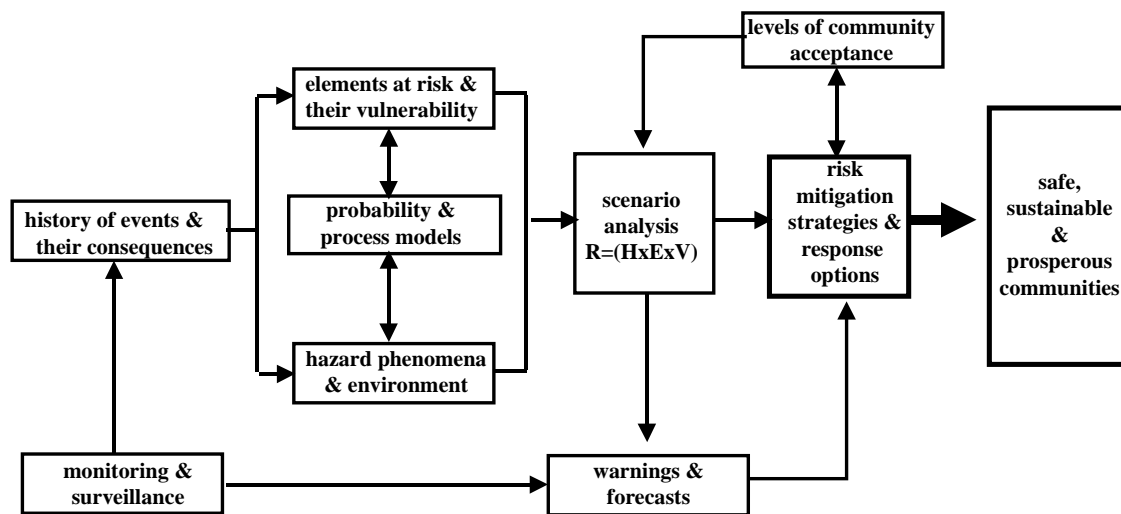 levels of community
acceptance
elements at risk &
their vulnerability
safe,
sustainable
&
prosperous
communities
risk
mitigation
strategies &
response
options
scenario
analysis
R=(HxExV)
history of events &
their consequences
probability &
process models
hazard phenomena
& environment
monitoring &
surveillance
warnings &
forecasts